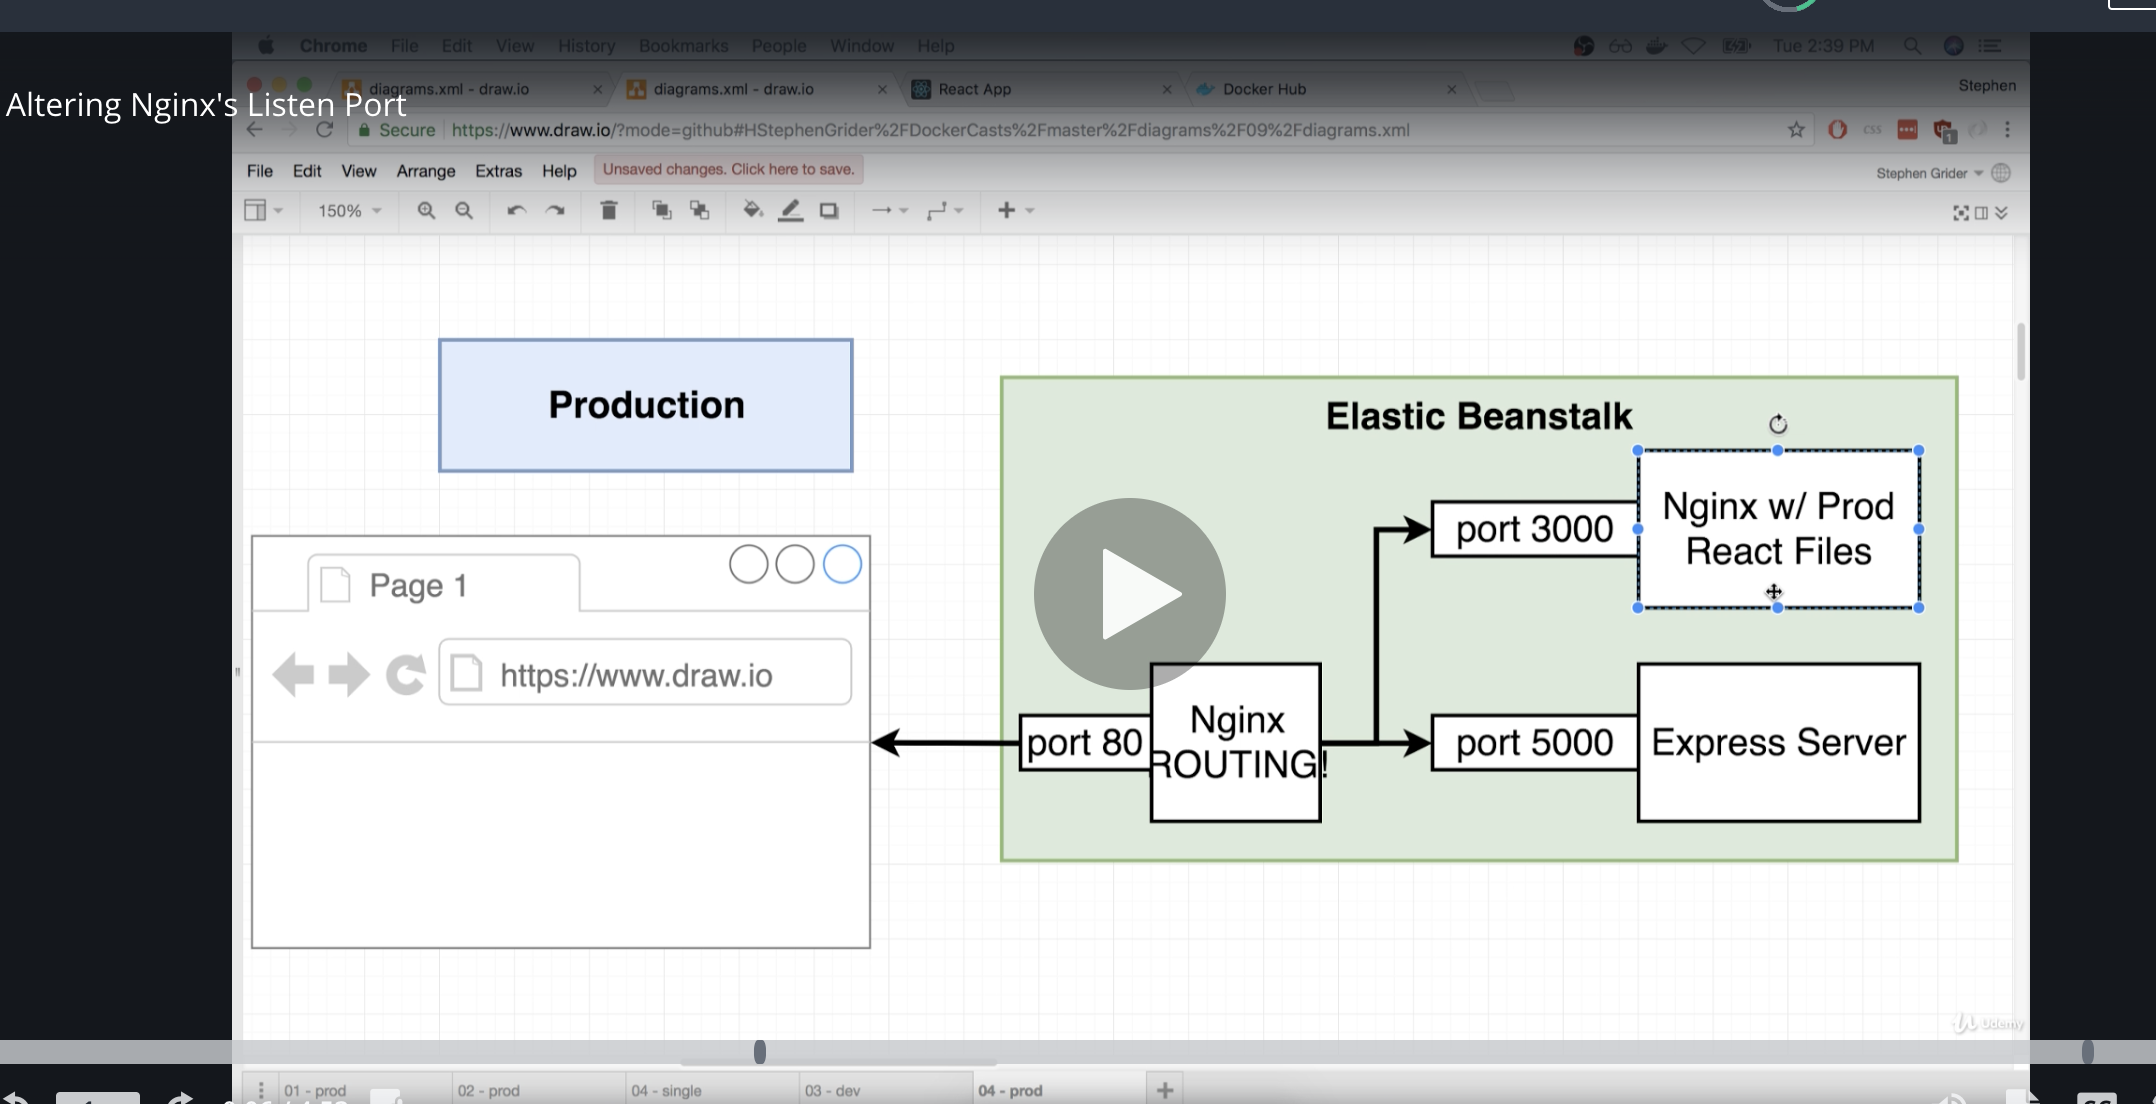 Chrome File Edit View History Bookmarks People Window Help Tue 2:39 PM
diagrams.xml - draw.io diagrams.xml - draw.io React App Docker Hub Stephen
Altering Nginx's Listen Port
Secure https://www.draw.io/?mode=github#HStephenGrider%2FDockerCasts%2Fmaster%2Fdiagrams%2F09%2Fdiagrams.xml css 1
File Edit View Arrange Extras Help Unsaved changes. Click here to save. Stephen Grider
150%
Production
Elastic Beanstalk
port 3000
Nginx w/ Prod
React Files
Page 1
https://www.draw.io
port 80
Nginx
ROUTING!
port 5000
Express Server
Udemy
01 - prod 02 - prod 04 - single 03 - dev 04 - prod